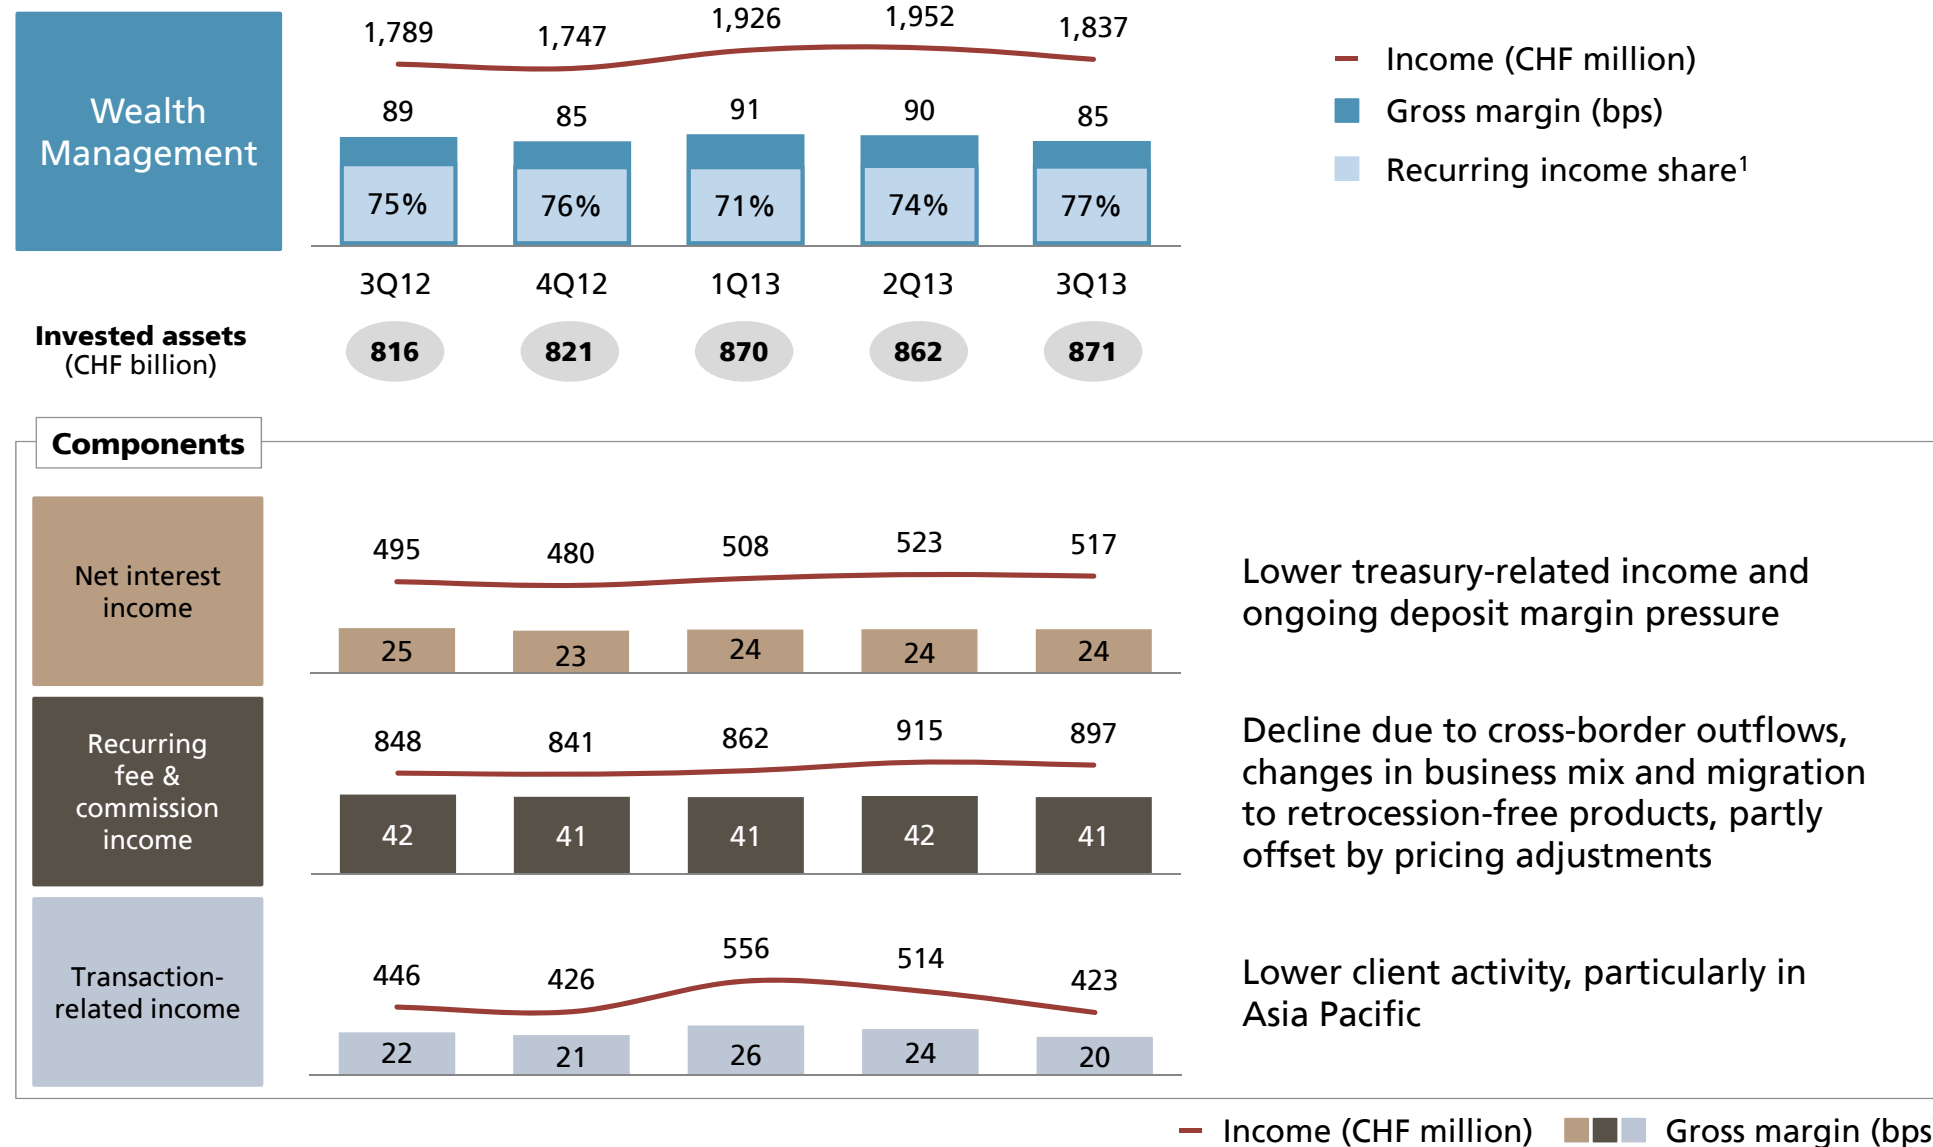 Wealth
Management
1,789 1,747 1,926 1,952 1,837
89 85 91 90 85
75% 76% 71% 74% 77%
3Q12 4Q12 1Q13 2Q13 3Q13
Income (CHF million)
Gross margin (bps)
Recurring income share¹
Invested assets
(CHF billion)
816 821 870 862 871
Components
Net interest
income
495 480 508 523 517
25 23 24 24 24
Lower treasury-related income and
ongoing deposit margin pressure
Recurring
fee &
commission
income
848 841 862 915 897
42 41 41 42 41
Decline due to cross-border outflows,
changes in business mix and migration
to retrocession-free products, partly
offset by pricing adjustments
Transaction-
related income
446 426 556 514 423
22 21 26 24 20
Lower client activity, particularly in
Asia Pacific
Income (CHF million) Gross margin (bps